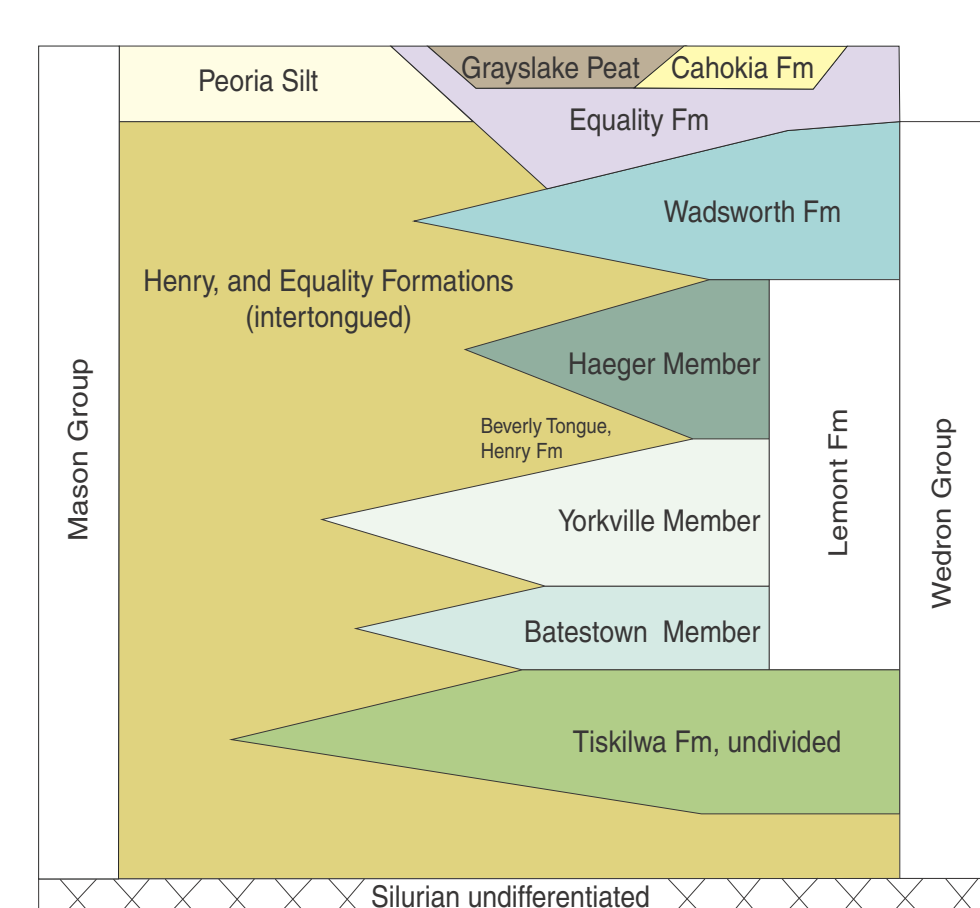 Peoria Silt
Grayslake Peat
Cahokia Fm
Equality Fm
Wadsworth Fm
Henry, and Equality Formations
(intertongued)
Haeger Member
Beverly Tongue,
Henry Fm
Yorkville Member
Batestown Member
Tiskilwa Fm, undivided
Mason Group
Lemont Fm
Wedron Group
Silurian undifferentiated